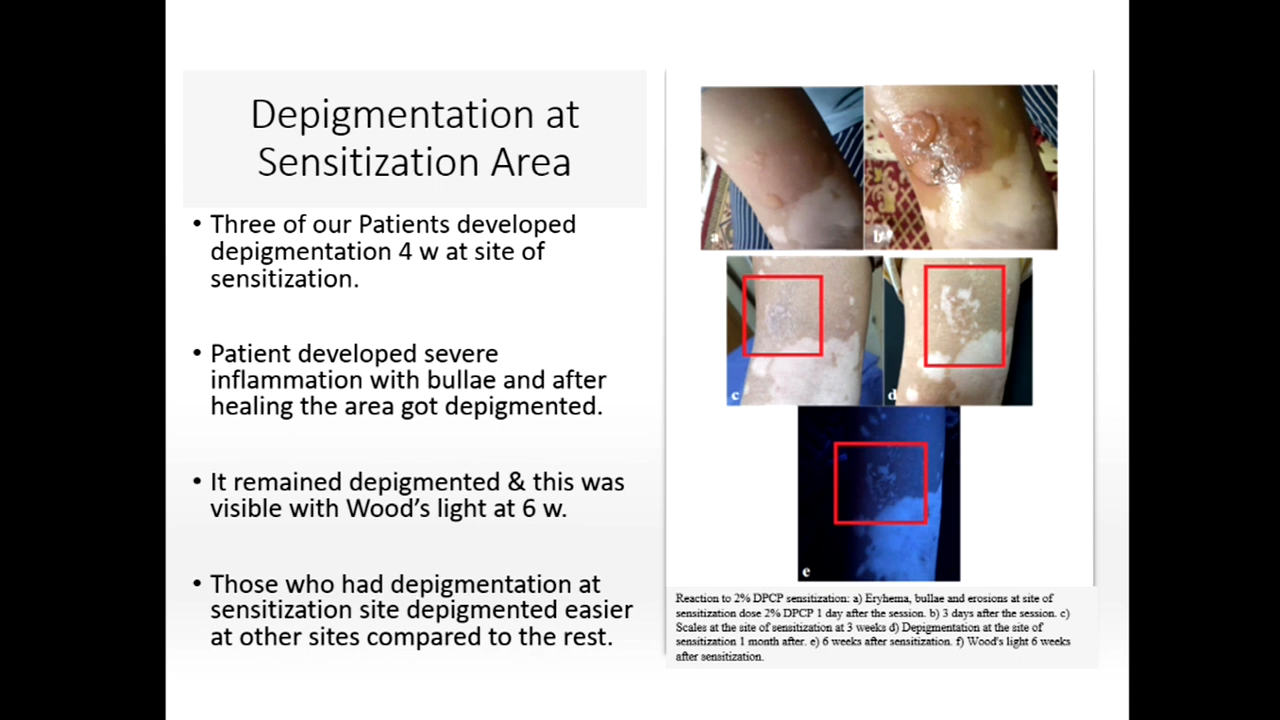 Depigmentation at
Sensitization Area
• Three of our Patients developed
depigmentation 4 w at site of
sensitization.
• Patient developed severe
inflammation with bullae and after
healing the area got depigmented.
• It remained depigmented & this was
visible with Wood's light at 6 w.
• Those who had depigmentation at
sensitization site depigmented easier
at other sites compared to the rest.
a
b
c
d
e
Reaction to 2% DPCP sensitization: a) Eryhema, bullae and erosions at site of
sensitization dose 2% DPCP 1 day after the session. b) 3 days after the session. c)
Scales at the site of sensitization at 3 weeks d) Depigmentation at the site of
sensitization 1 month after. e) 6 weeks after sensitization. f) Wood's light 6 weeks
after sensitization.